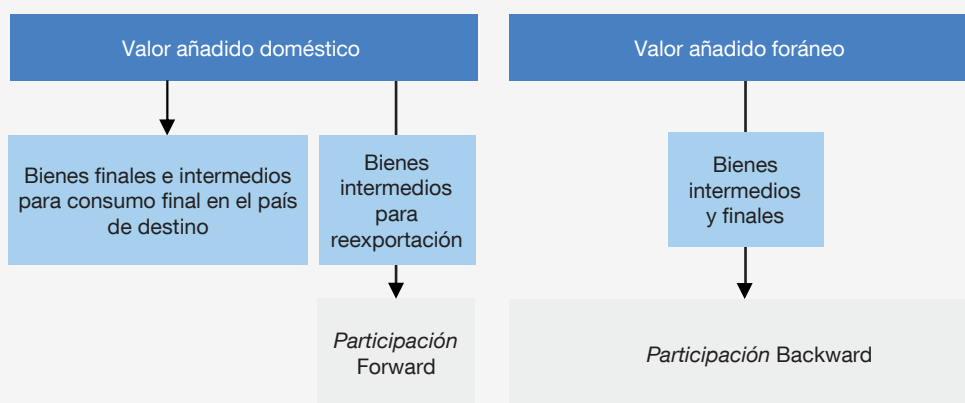 Valor añadido doméstico
Valor añadido foráneo
Bienes finales e intermedios
para consumo final en el país
de destino
Bienes
intermedios
para
reexportación
Bienes
intermedios
y finales
Participación
Forward
Participación Backward